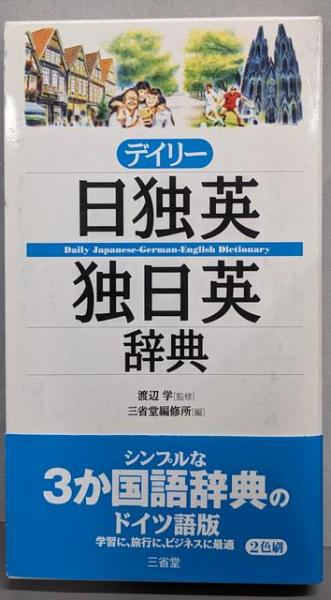 デイリー
日独英
Daily Japanese-German-English Dictionary
独日英
辞典
渡辺 学[監修]
三省堂編修所[編]
シンプルな
3か国語辞典の
ドイツ語版
学習に、旅行に、ビジネスに最適
2色刷
三省堂